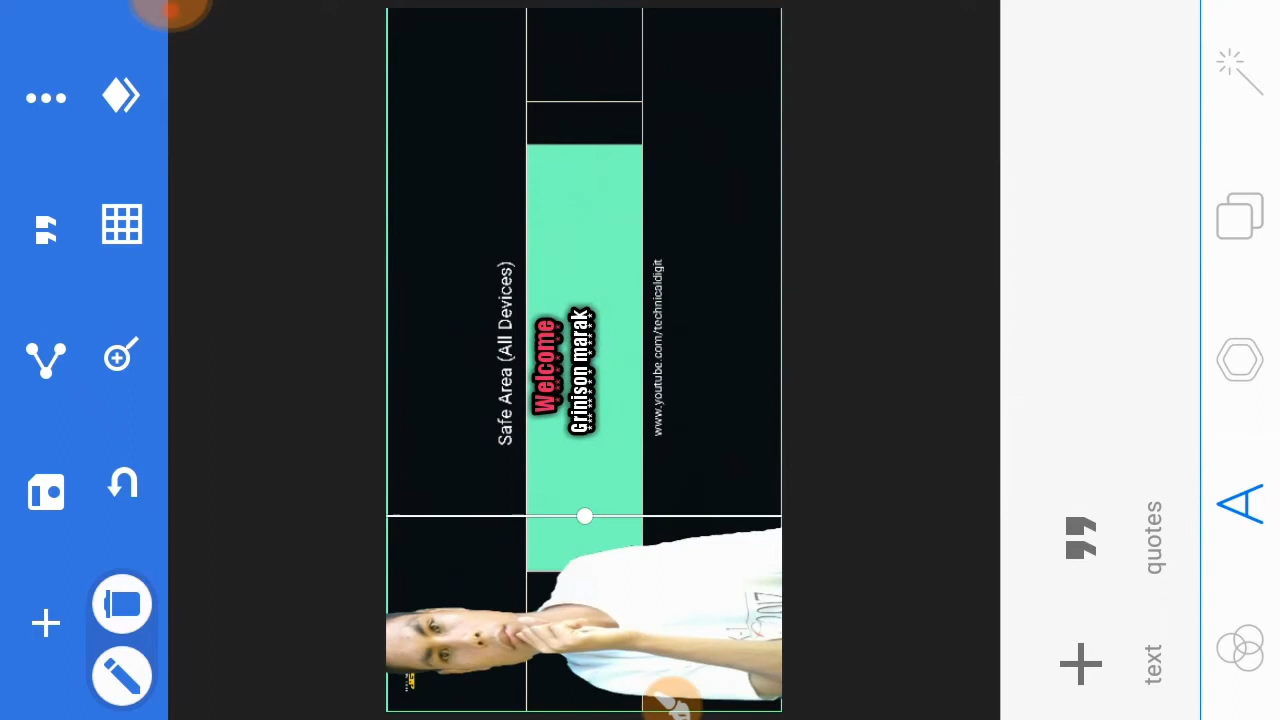 Safe Area (All Devices)
Welcome
Grinison marak
www.youtube.com/technicaldigit
quotes
text